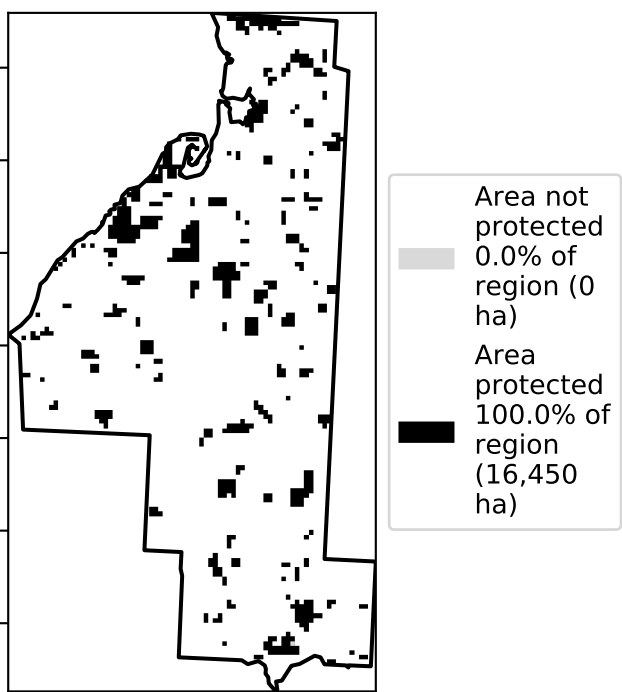 Area not
protected
0.0% of
region (0
ha)
Area
protected
100.0% of
region
(16,450
ha)